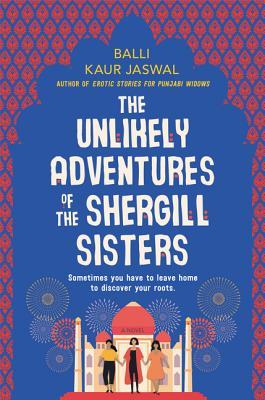 BALLI
KAUR JASWAL
AUTHOR OF EROTIC STORIES FOR PUNJABI WIDOWS
THE
UNLIKELY
ADVENTURES
OF THE SHERGILL
SISTERS
Sometimes you have to leave home
to discover your roots.
A NOVEL